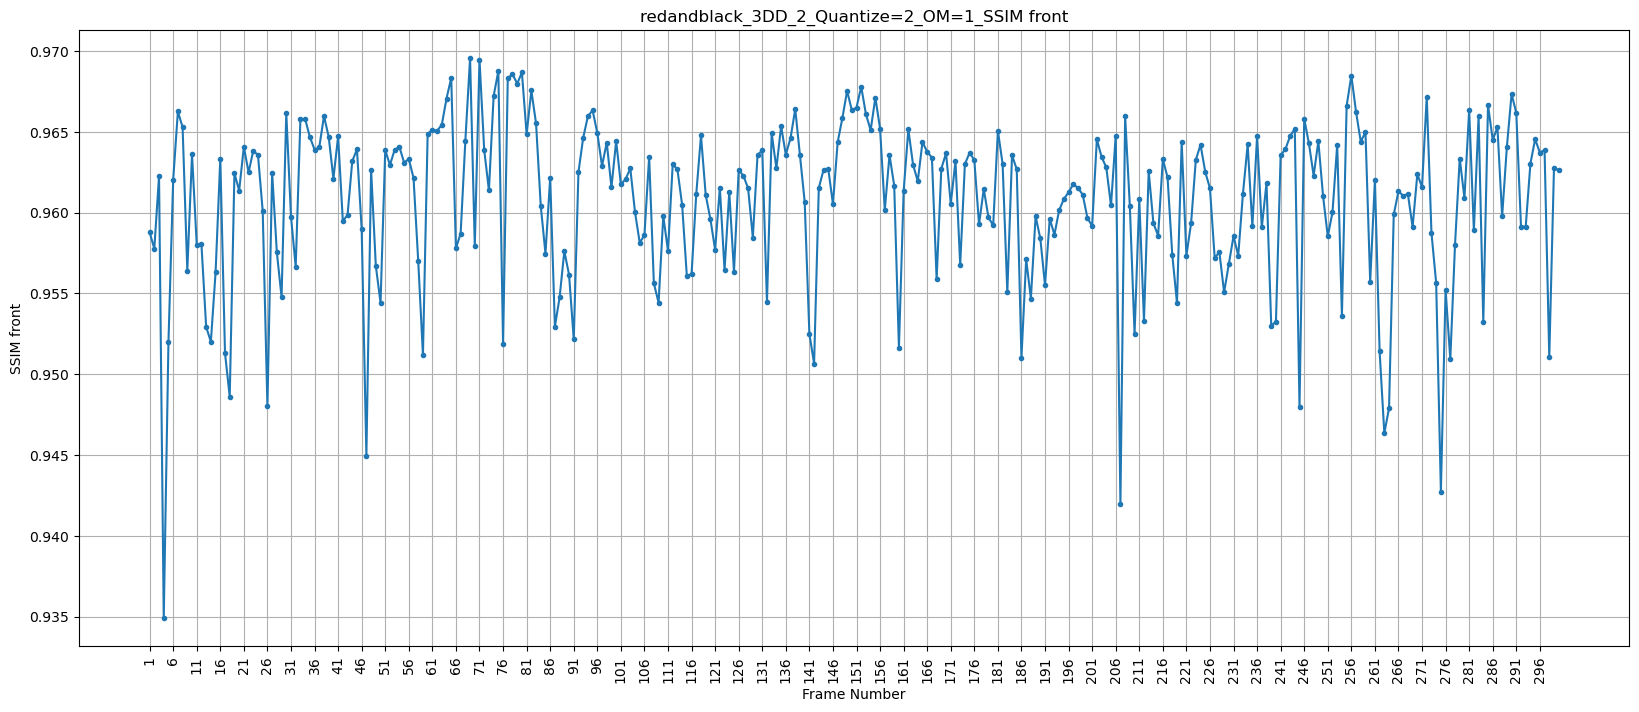 redandblack_3DD_2_Quantize=2_OM=1_SSIM front
0.970
0.965
0.960
0.955
0.950
0.945
0.940
0.935
SSIM front
1 6 11 16 21 26 31 36 41 46 51 56 61 66 71 76 81 86 91 96 101 106 111 116 121 126 131 136 141 146 151 156 161 166 171 176 181 186 191 196 201 206 211 216 221 226 231 236 241 246 251 256 261 266 271 276 281 286 291 296
Frame Number